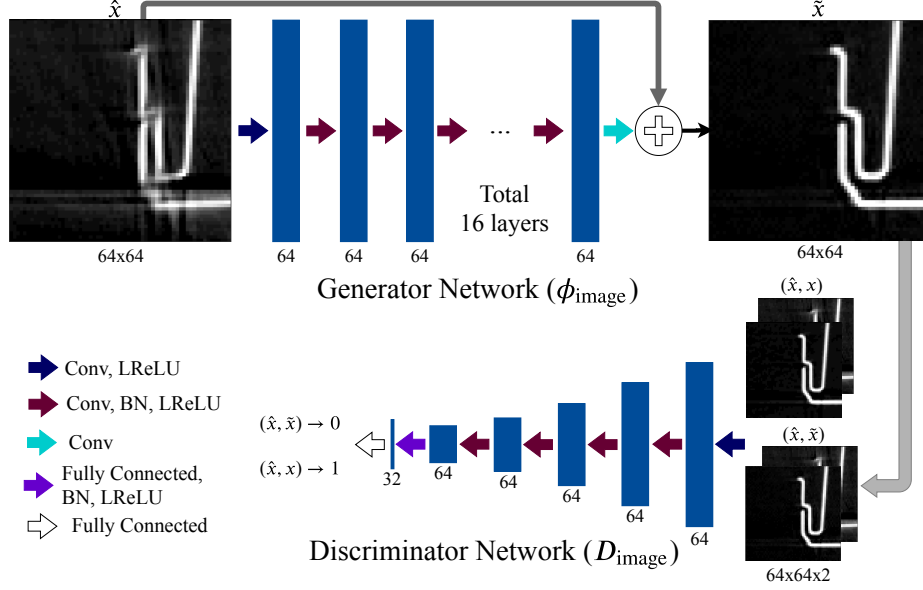 x̂
x̃
...
Total
16 layers
64x64
64
64
64
64
64x64
Generator Network (ϕimage)
(x̂, x)
Conv, LReLU
Conv, BN, LReLU
Conv
Fully Connected,
BN, LReLU
Fully Connected
(x̂, x̃) → 0
(x̂, x) → 1
32
64
64
64
64
64
(x̂, x̃)
64x64x2
Discriminator Network (Dimage)